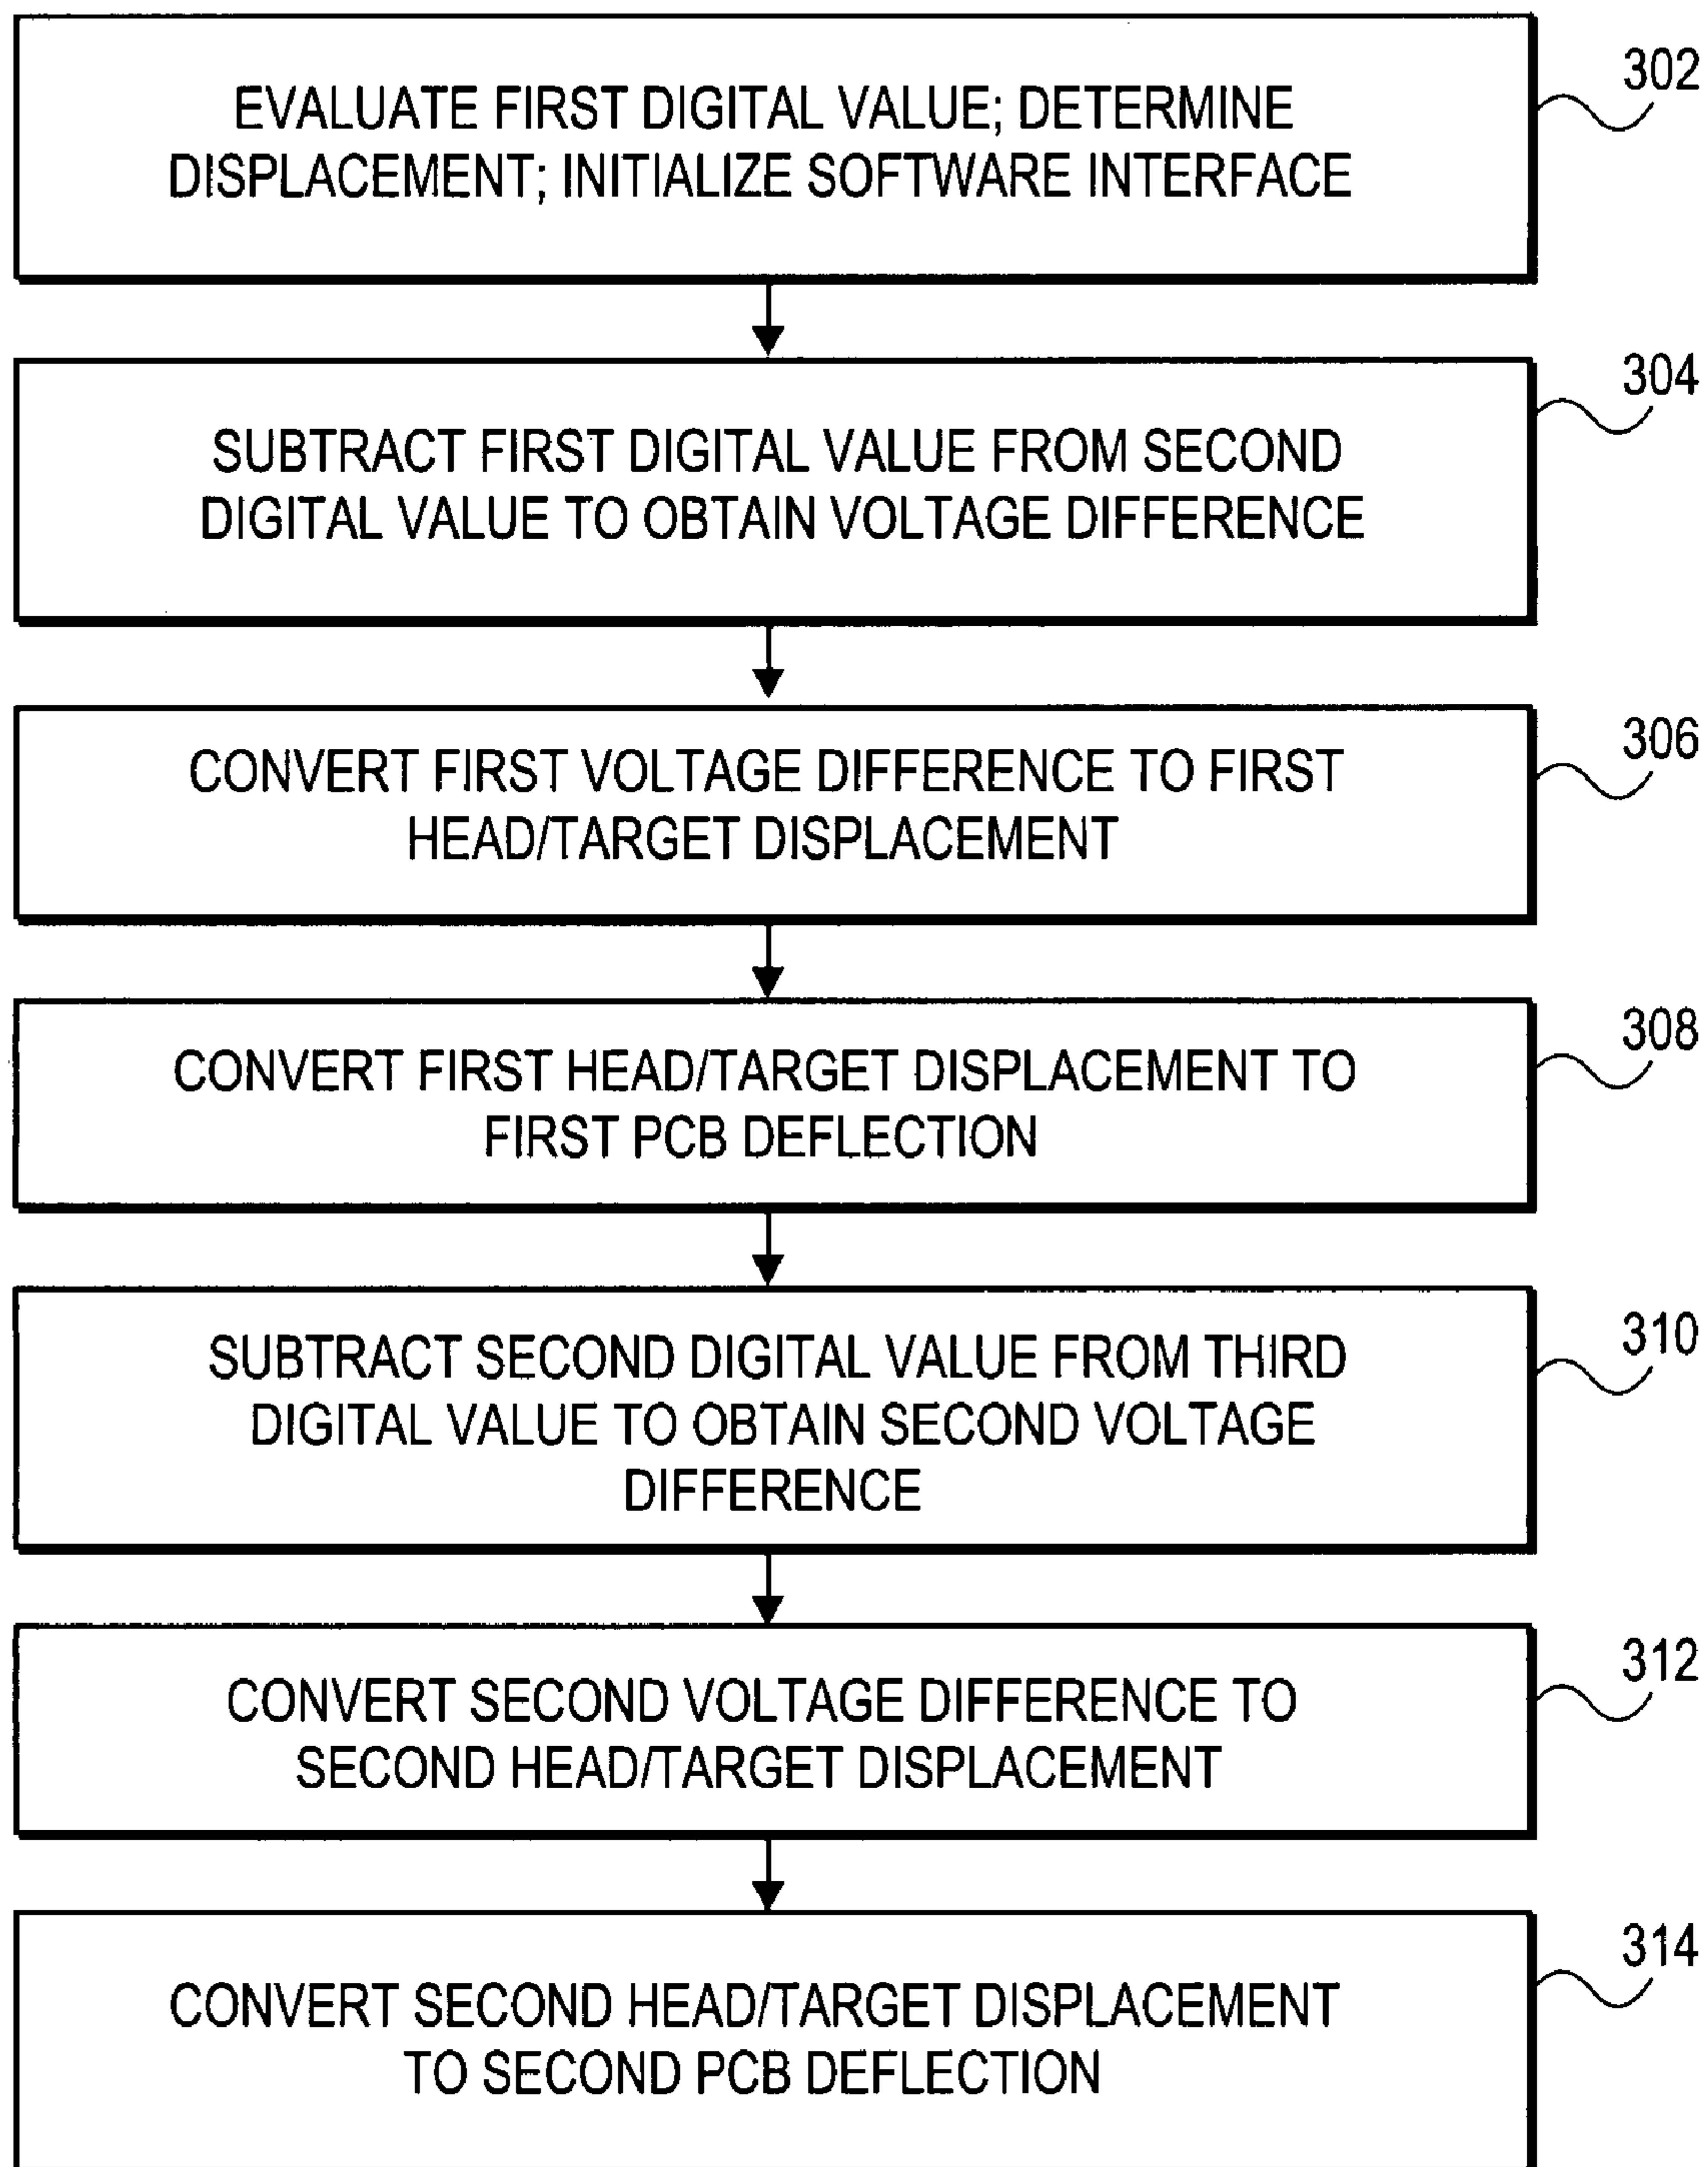 EVALUATE FIRST DIGITAL VALUE; DETERMINE
DISPLACEMENT; INITIALIZE SOFTWARE INTERFACE
302
SUBTRACT FIRST DIGITAL VALUE FROM SECOND
DIGITAL VALUE TO OBTAIN VOLTAGE DIFFERENCE
304
CONVERT FIRST VOLTAGE DIFFERENCE TO FIRST
HEAD/TARGET DISPLACEMENT
306
CONVERT FIRST HEAD/TARGET DISPLACEMENT TO
FIRST PCB DEFLECTION
308
SUBTRACT SECOND DIGITAL VALUE FROM THIRD
DIGITAL VALUE TO OBTAIN SECOND VOLTAGE
DIFFERENCE
310
CONVERT SECOND VOLTAGE DIFFERENCE TO
SECOND HEAD/TARGET DISPLACEMENT
312
CONVERT SECOND HEAD/TARGET DISPLACEMENT
TO SECOND PCB DEFLECTION
314